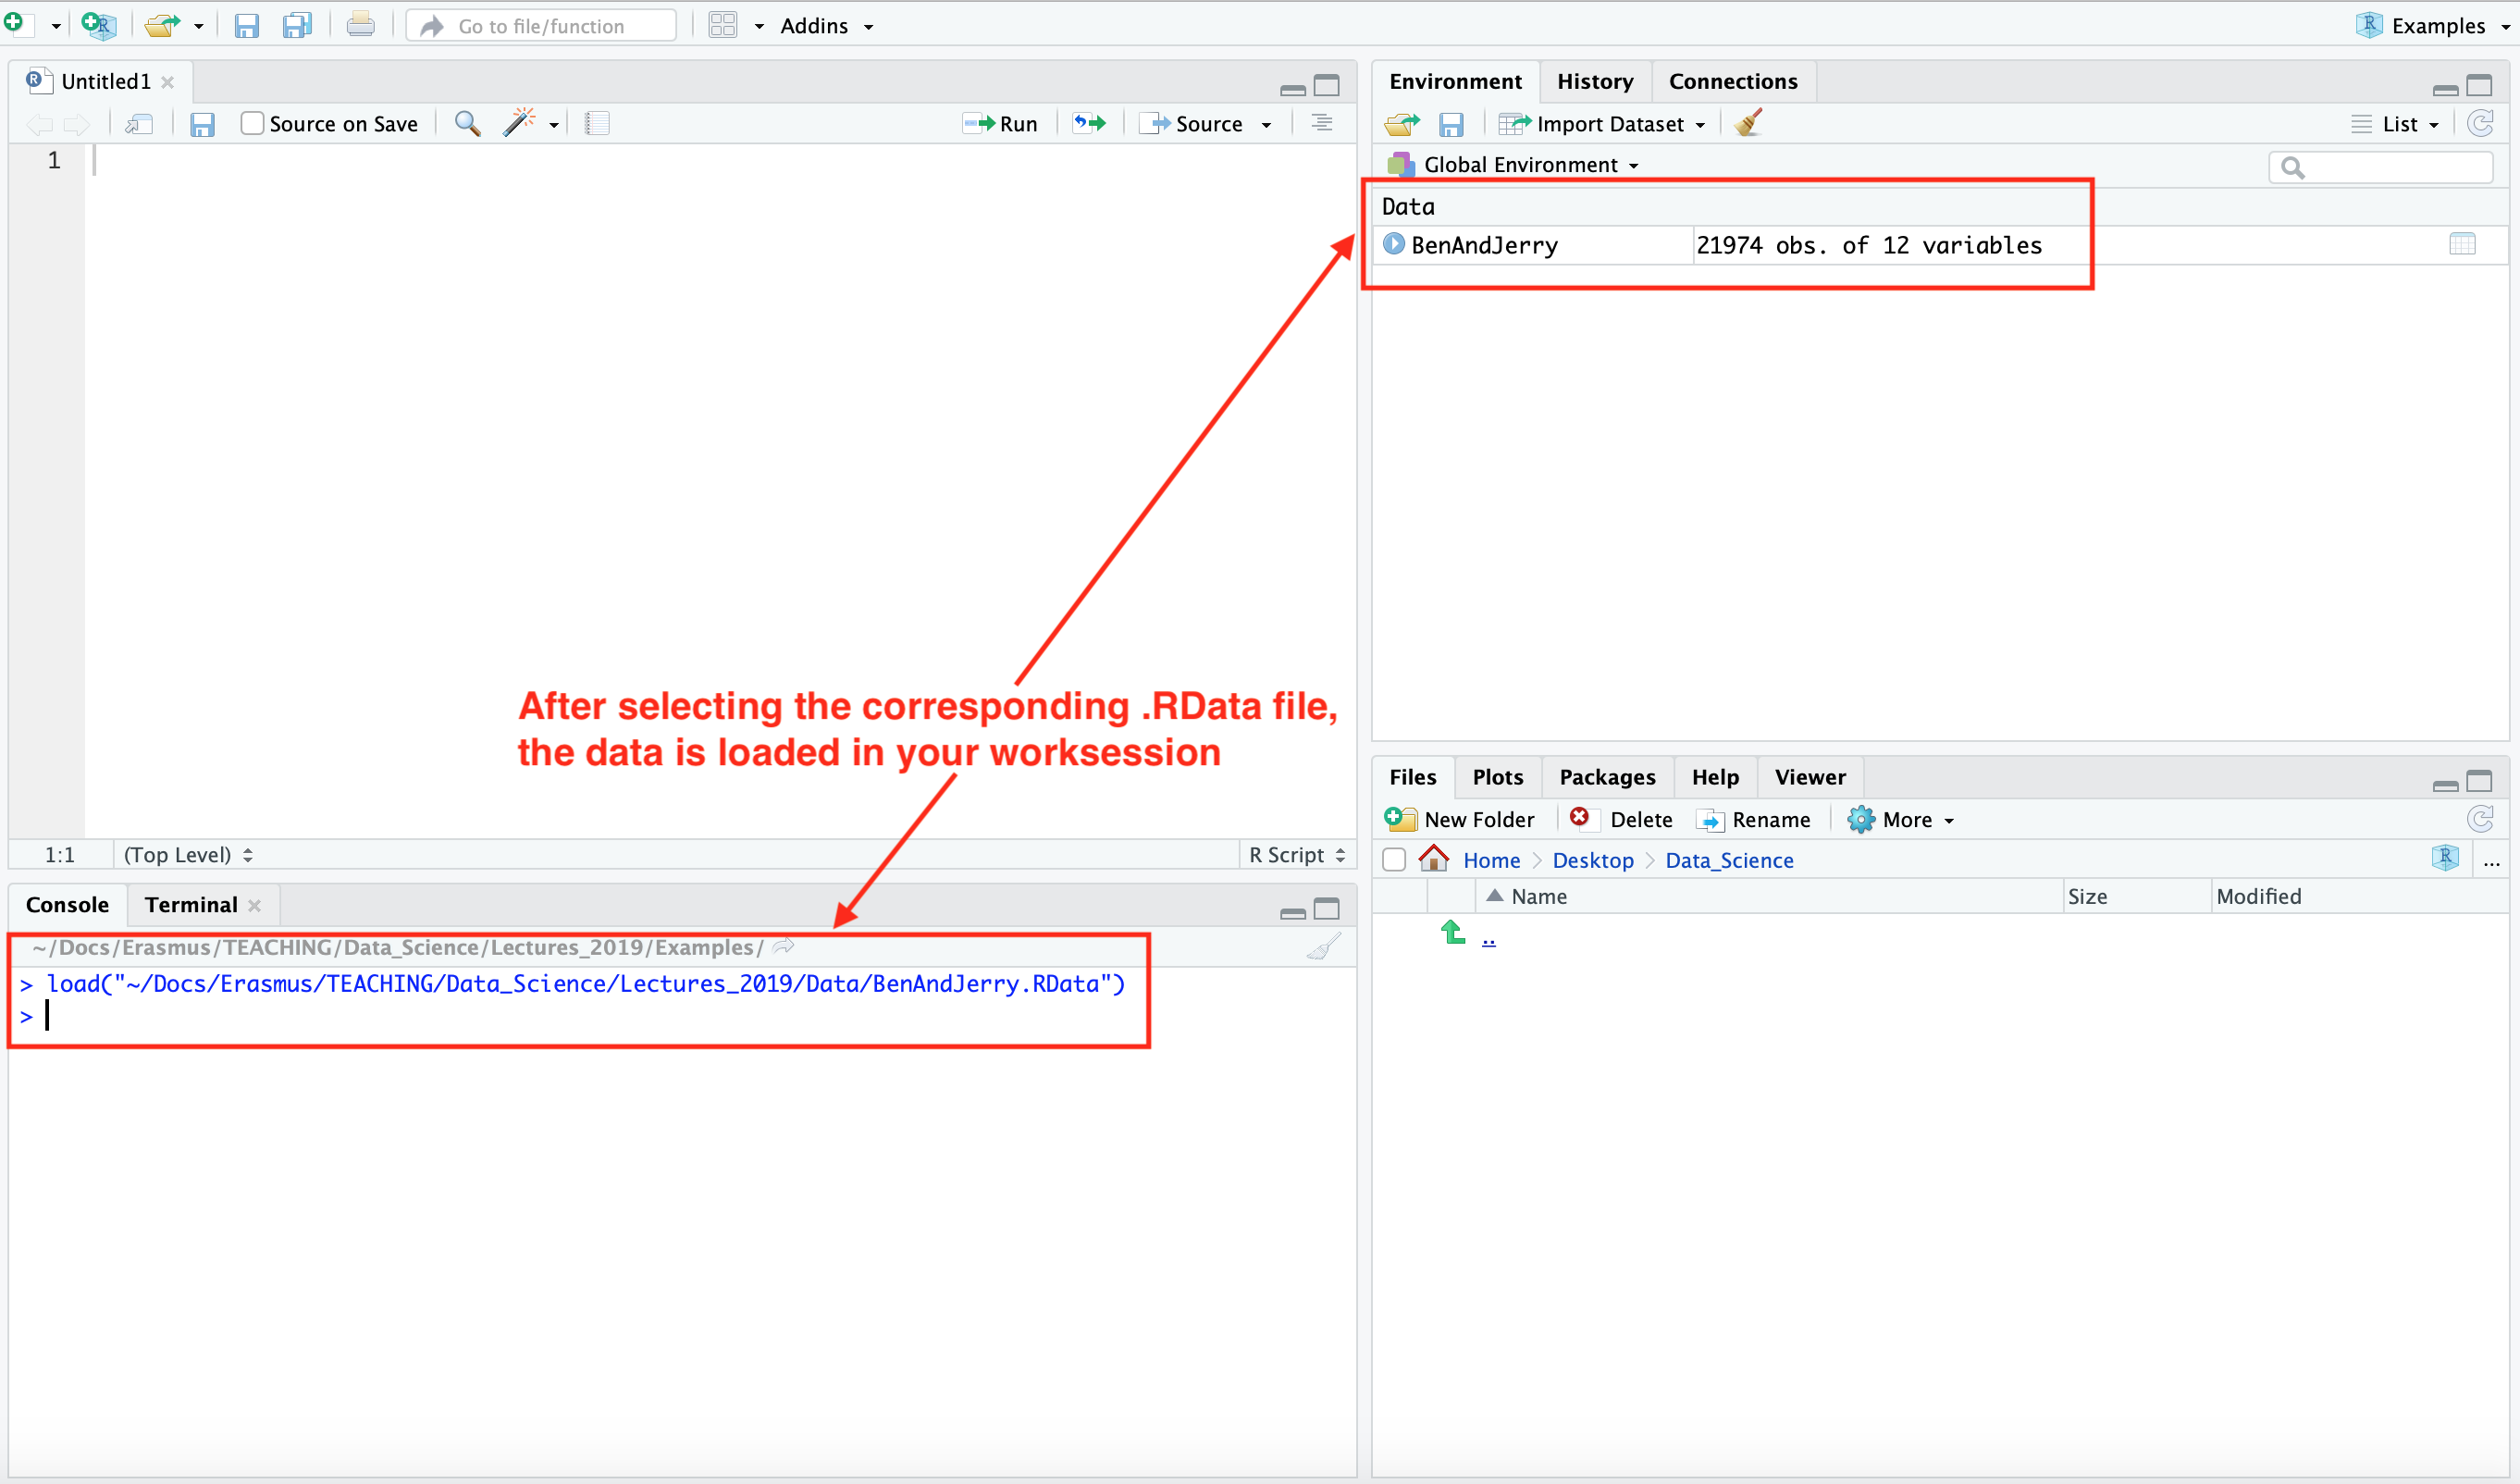 Go to file/function
Addins
Examples
Untitled1
Source on Save
Run
Source
1
1:1
(Top Level)
R Script
Environment History Connections
Import Dataset
List
Global Environment
Data
BenAndJerry 21974 obs. of 12 variables
After selecting the corresponding .RData file,
the data is loaded in your worksession
Console Terminal
~/Docs/Erasmus/TEACHING/Data_Science/Lectures_2019/Examples/
> load("~/Docs/Erasmus/TEACHING/Data_Science/Lectures_2019/Data/BenAndJerry.RData")
>
Files Plots Packages Help Viewer
New Folder Delete Rename More
Home Desktop Data_Science ...
Name Size Modified
..